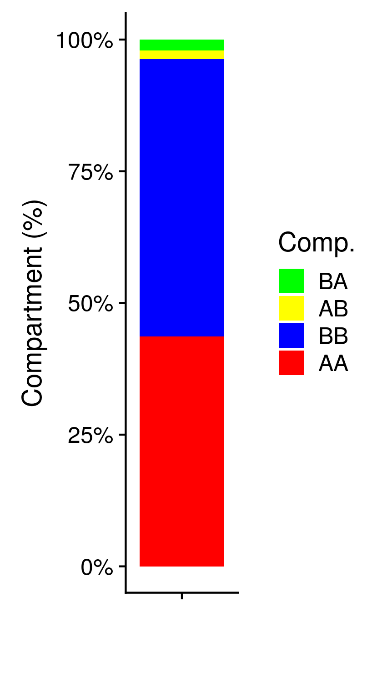 100%
75%
50%
25%
0%
Compartment (%)
Comp.
BA
AB
BB
AA